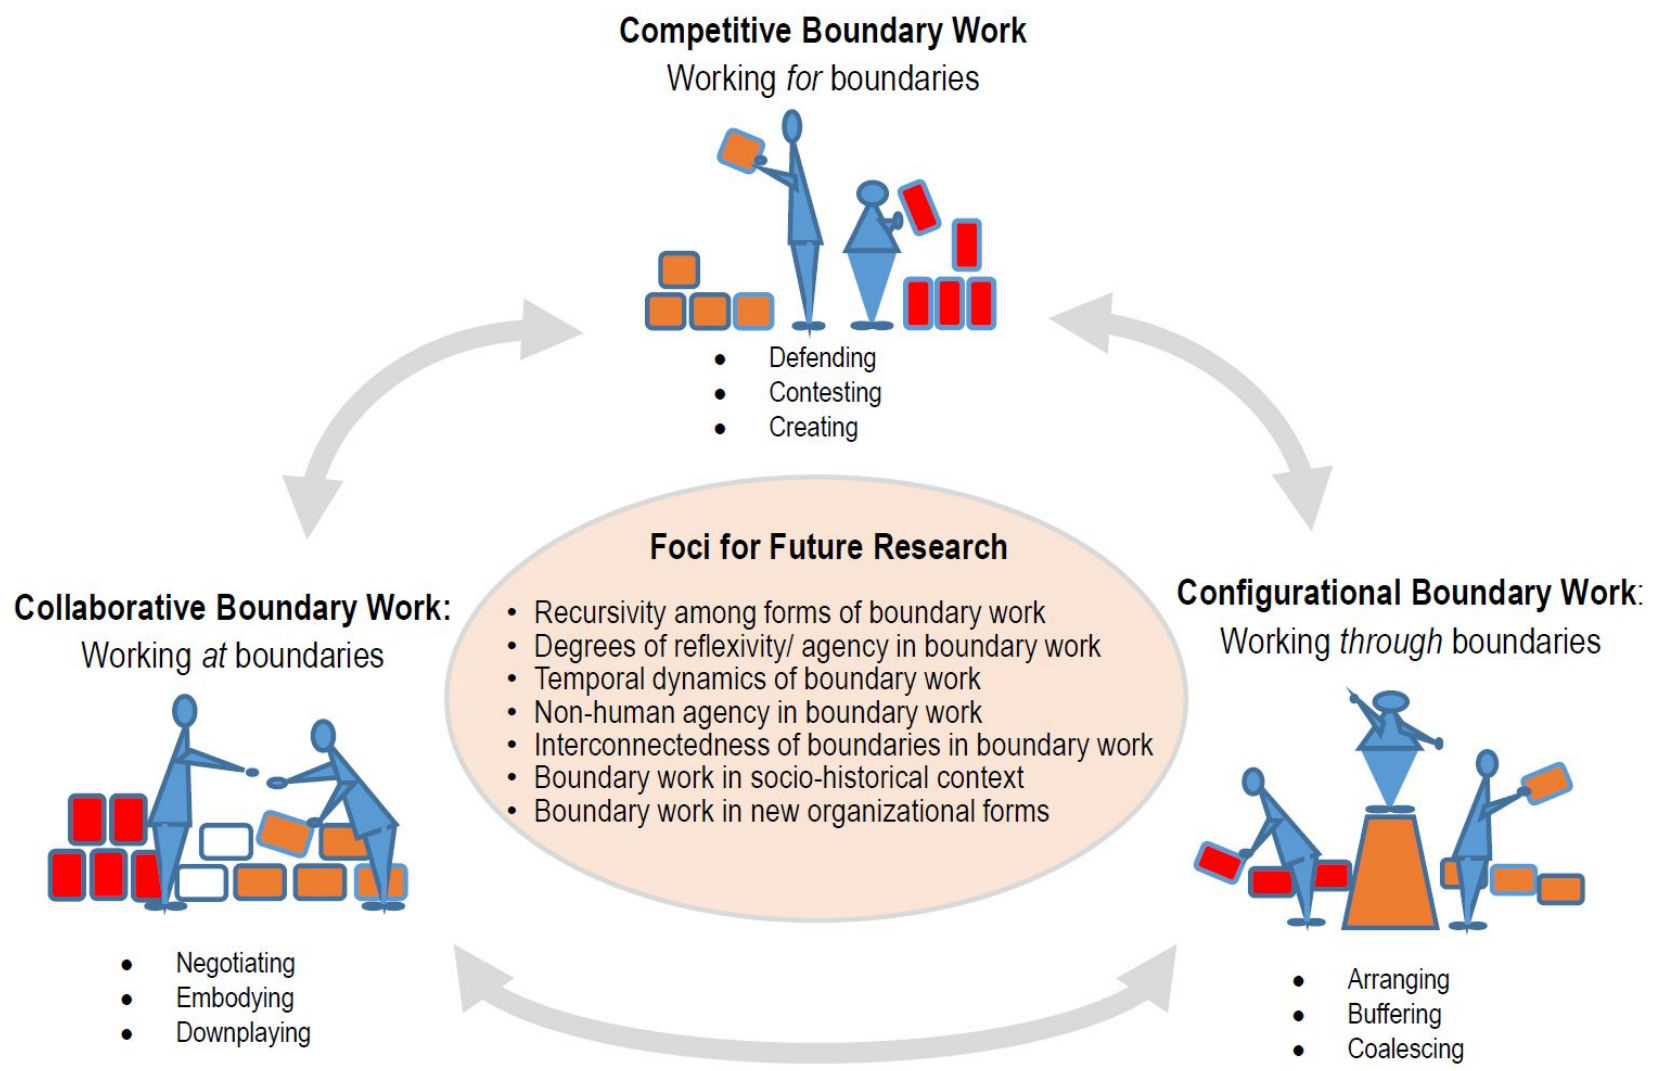 Competitive Boundary Work
Working for boundaries
• Defending
• Contesting
• Creating
Foci for Future Research
• Recursivity among forms of boundary work
• Degrees of reflexivity/ agency in boundary work
• Temporal dynamics of boundary work
• Non-human agency in boundary work
• Interconnectedness of boundaries in boundary work
• Boundary work in socio-historical context
• Boundary work in new organizational forms
Collaborative Boundary Work:
Working at boundaries
• Negotiating
• Embodying
• Downplaying
Configurational Boundary Work:
Working through boundaries
• Arranging
• Buffering
• Coalescing